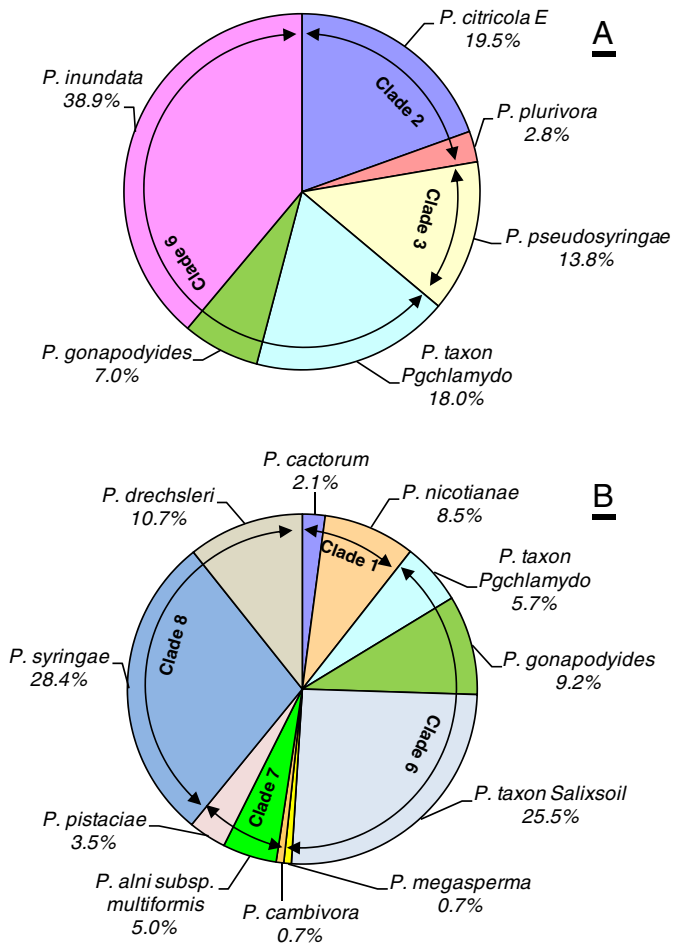 A
P. citricola E
19.5%
P. plurivora
2.8%
P. inundata
38.9%
Clade 2
Clade 3
P. pseudosyringae
13.8%
Clade 6
P. gonapodyides
7.0%
P. taxon
Pgchlamydo
18.0%
B
P. cactorum
2.1%
P. drechsleri
10.7%
P. nicotianae
8.5%
Clade 1
P. taxon
Pgchlamydo
5.7%
Clade 8
P. syringae
28.4%
P. gonapodyides
9.2%
Clade 6
Clade 7
P. taxon Salixsoil
25.5%
P. pistaciae
3.5%
P. alni subsp.
multiformis
5.0%
P. cambivora
0.7%
P. megasperma
0.7%